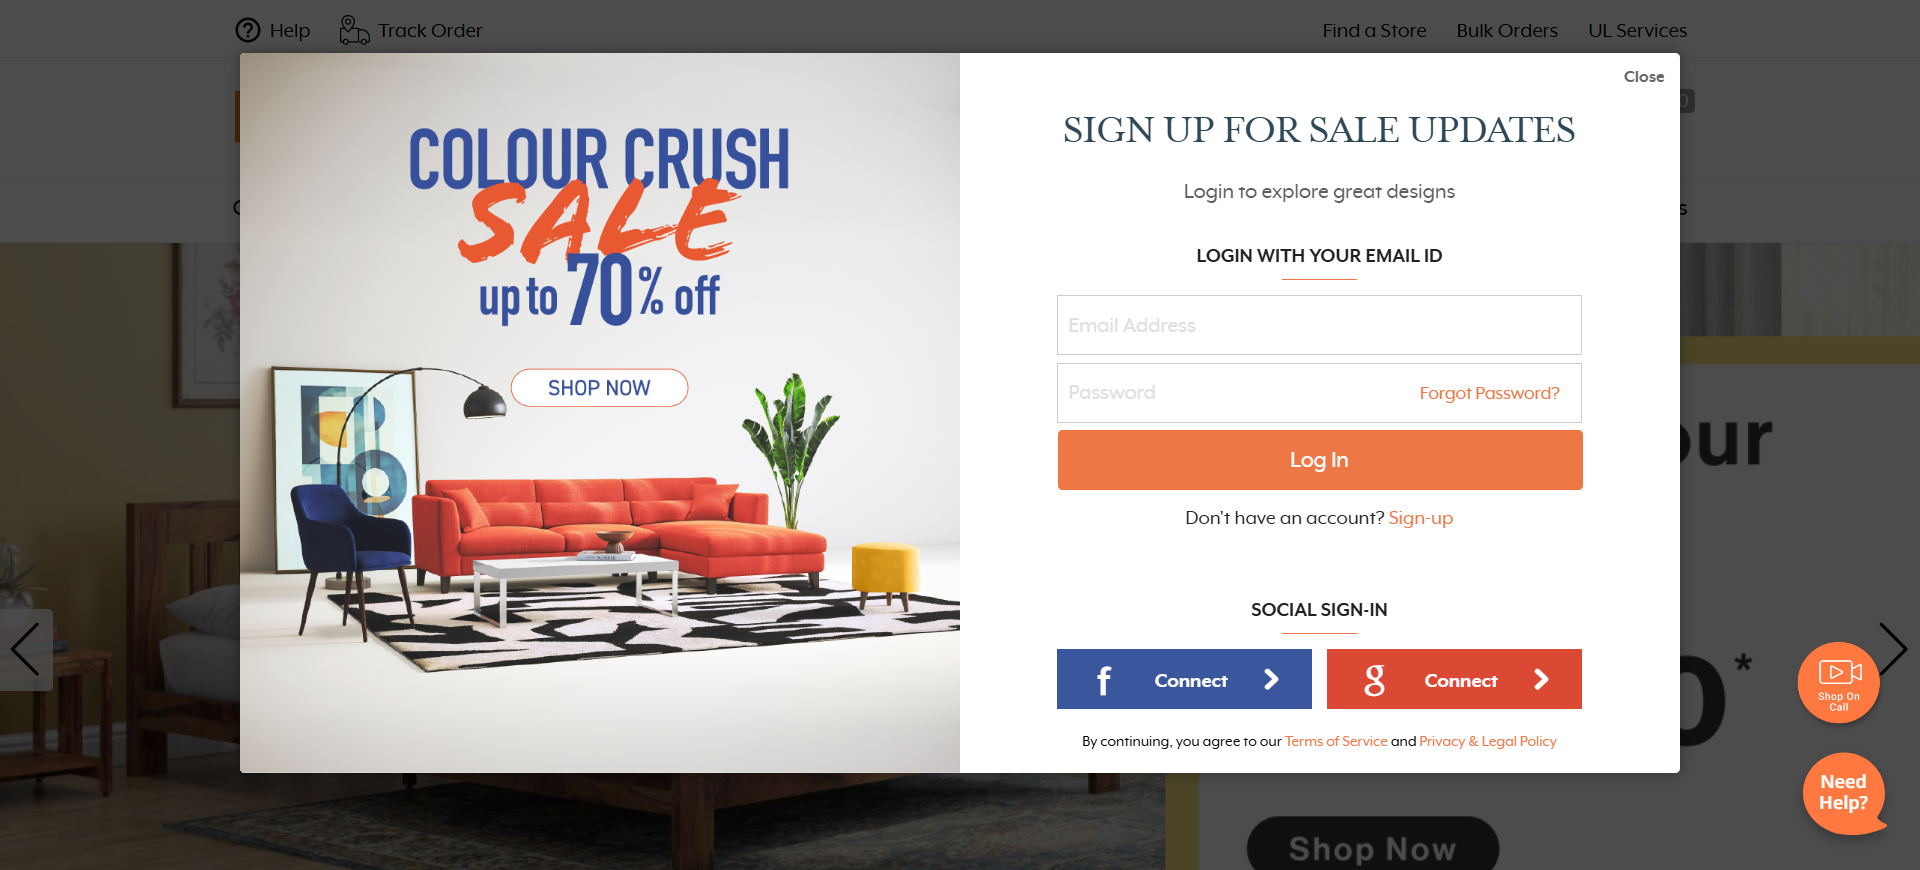 Help
Track Order
Find a Store
Bulk Orders
UL Services
Close
COLOUR CRUSH
SALE
up to 70% off
SHOP NOW
SIGN UP FOR SALE UPDATES
Login to explore great designs
LOGIN WITH YOUR EMAIL ID
Email Address
Password
Forgot Password?
Log In
Don't have an account? Sign-up
SOCIAL SIGN-IN
f Connect
g Connect
By continuing, you agree to our Terms of Service and Privacy & Legal Policy
Shop On
Call
Need
Help?
Shop Now